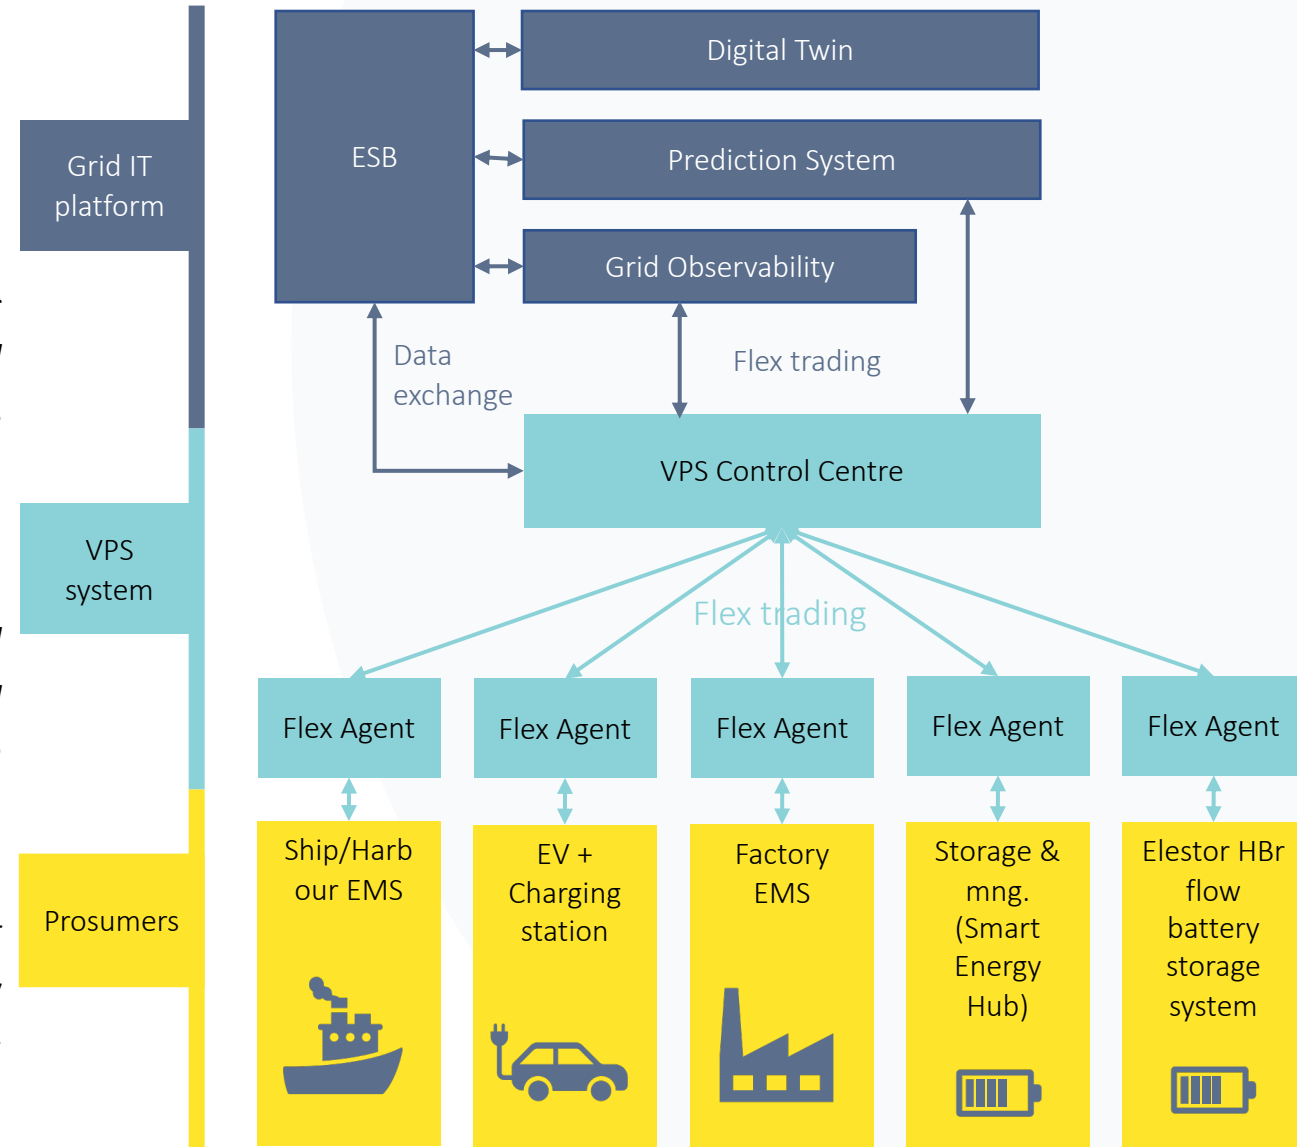 Digital Twin
ESB
Prediction System
Grid IT
platform
Grid Observability
Data
exchange
Flex trading
VPS Control Centre
VPS
system
Flex trading
Flex Agent
Flex Agent
Flex Agent
Flex Agent
Flex Agent
Prosumers
Ship/Harb
our EMS
EV +
Charging
station
Factory
EMS
Storage &
mng.
(Smart
Energy
Hub)
Elestor HBr
flow
battery
storage
system